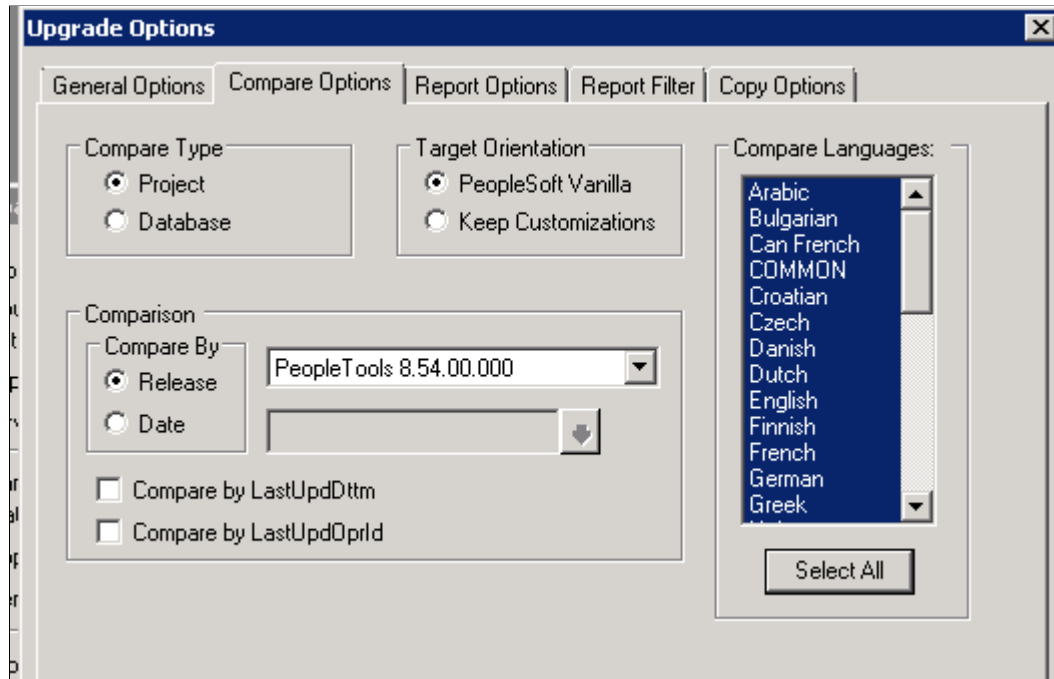 Upgrade Options
General Options
Compare Options
Report Options
Report Filter
Copy Options
Compare Type
Project
Database
Target Orientation
PeopleSoft Vanilla
Keep Customizations
Compare Languages:
Arabic
Bulgarian
Can French
COMMON
Croatian
Czech
Danish
Dutch
English
Finnish
French
German
Greek
Comparison
Compare By
Release
PeopleTools 8.54.00.000
Date
Compare by LastUpdDttm
Compare by LastUpdOprId
Select All